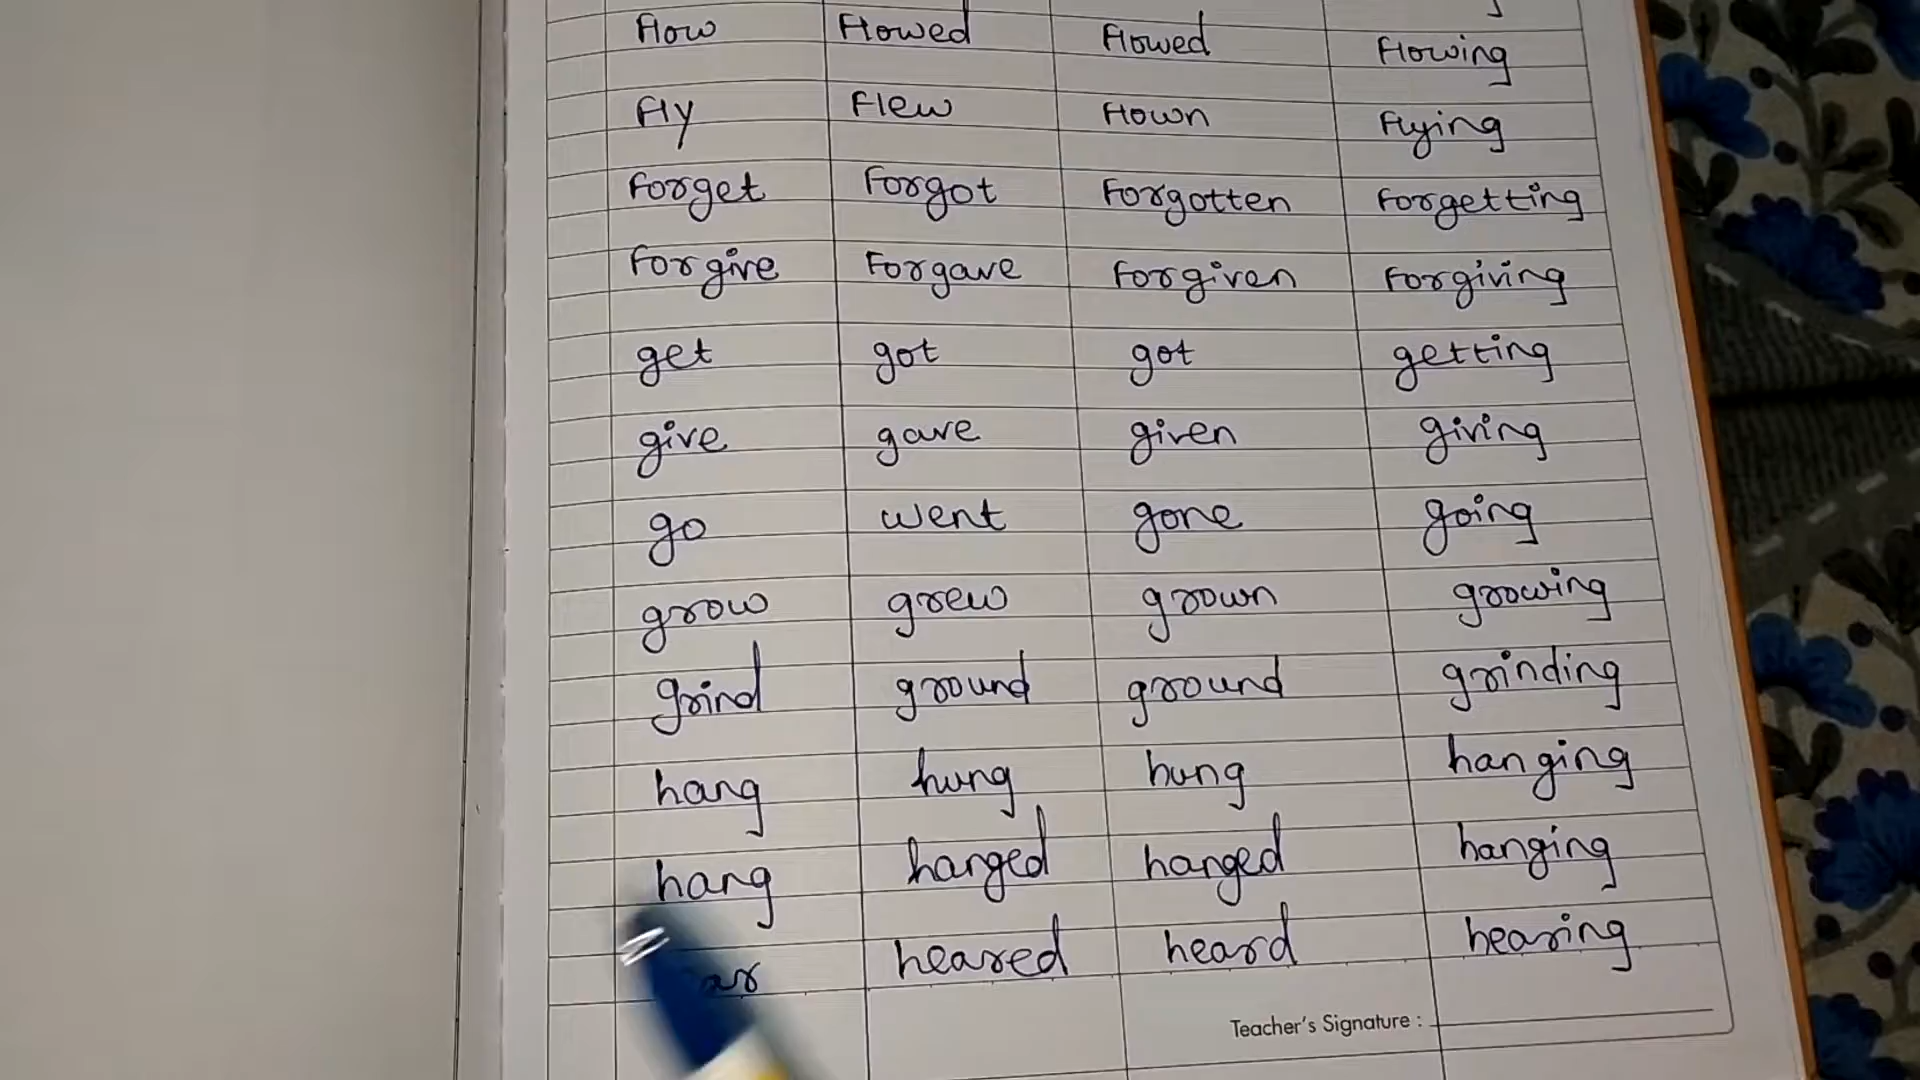 flow flowed flowed flowing
fly flew flown flying
forget forgot forgotten forgetting
forgive forgave forgiven forgiving
get got got getting
give gave given giving
go went gone going
grow grew grown growing
grind ground ground grinding
hang hung hung hanging
hang hanged hanged hanging
heared heard hearing
Teacher's Signature :